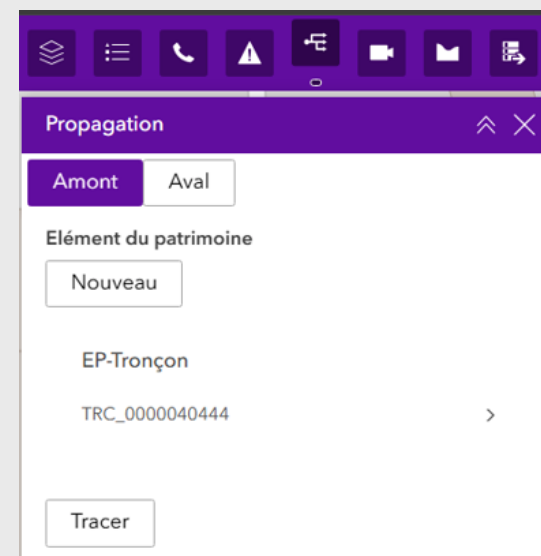 Propagation
Amont Aval
Elément du patrimoine
Nouveau
EP-Tronçon
TRC_0000040444
Tracer